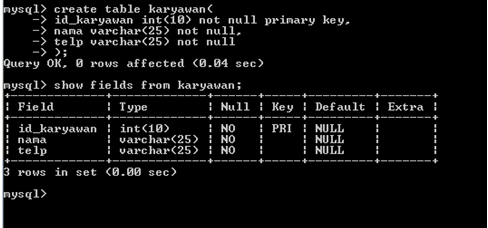 mysql> create table karyawan(
    -> id_karyawan int(10) not null primary key,
    -> nama varchar(25) not null,
    -> telp varchar(25) not null
    -> );
Query OK, 0 rows affected (0.04 sec)
mysql> show fields from karyawan;
+-------------+-------------+------+-----+---------+-------+
| Field       | Type        | Null | Key | Default | Extra |
+-------------+-------------+------+-----+---------+-------+
| id_karyawan | int(10)     | NO   | PRI | NULL    |       |
| nama        | varchar(25) | NO   |     | NULL    |       |
| telp        | varchar(25) | NO   |     | NULL    |       |
+-------------+-------------+------+-----+---------+-------+
3 rows in set (0.00 sec)
mysql>